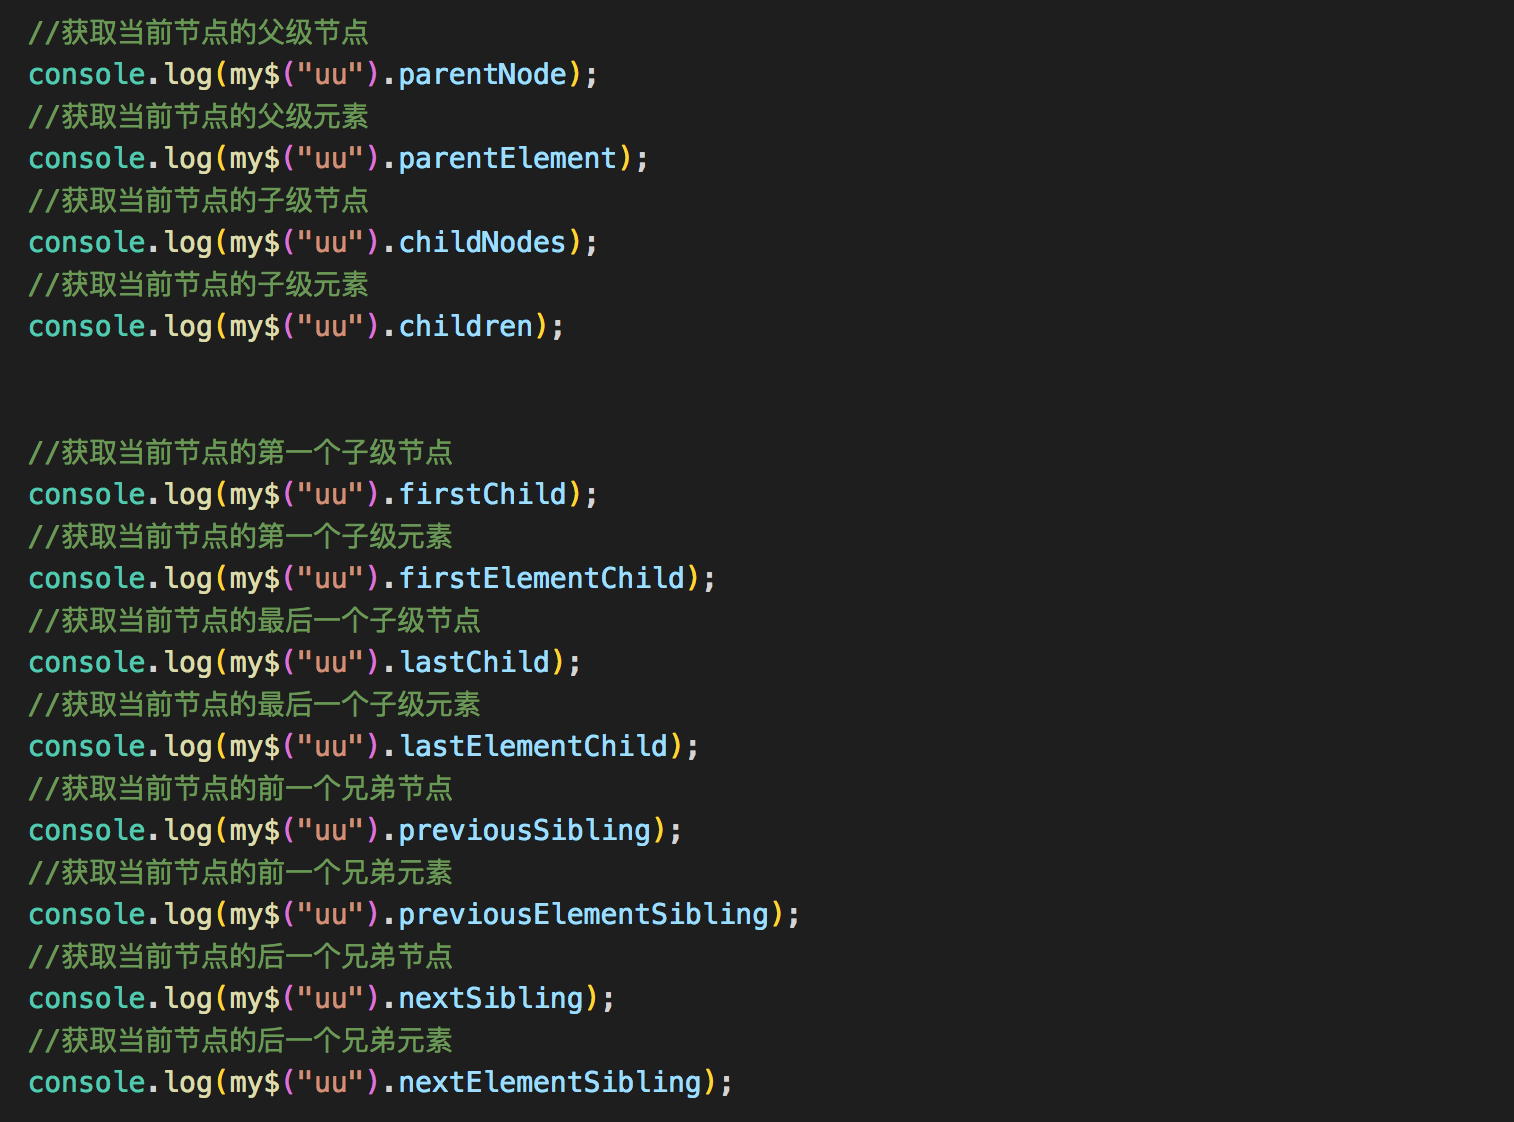 //获取当前节点的父级节点
console.log(my$("uu").parentNode);
//获取当前节点的父级元素
console.log(my$("uu").parentElement);
//获取当前节点的子级节点
console.log(my$("uu").childNodes);
//获取当前节点的子级元素
console.log(my$("uu").children);
//获取当前节点的第一个子级节点
console.log(my$("uu").firstChild);
//获取当前节点的第一个子级元素
console.log(my$("uu").firstElementChild);
//获取当前节点的最后一个子级节点
console.log(my$("uu").lastChild);
//获取当前节点的最后一个子级元素
console.log(my$("uu").lastElementChild);
//获取当前节点的前一个兄弟节点
console.log(my$("uu").previousSibling);
//获取当前节点的前一个兄弟元素
console.log(my$("uu").previousElementSibling);
//获取当前节点的后一个兄弟节点
console.log(my$("uu").nextSibling);
//获取当前节点的后一个兄弟元素
console.log(my$("uu").nextElementSibling);